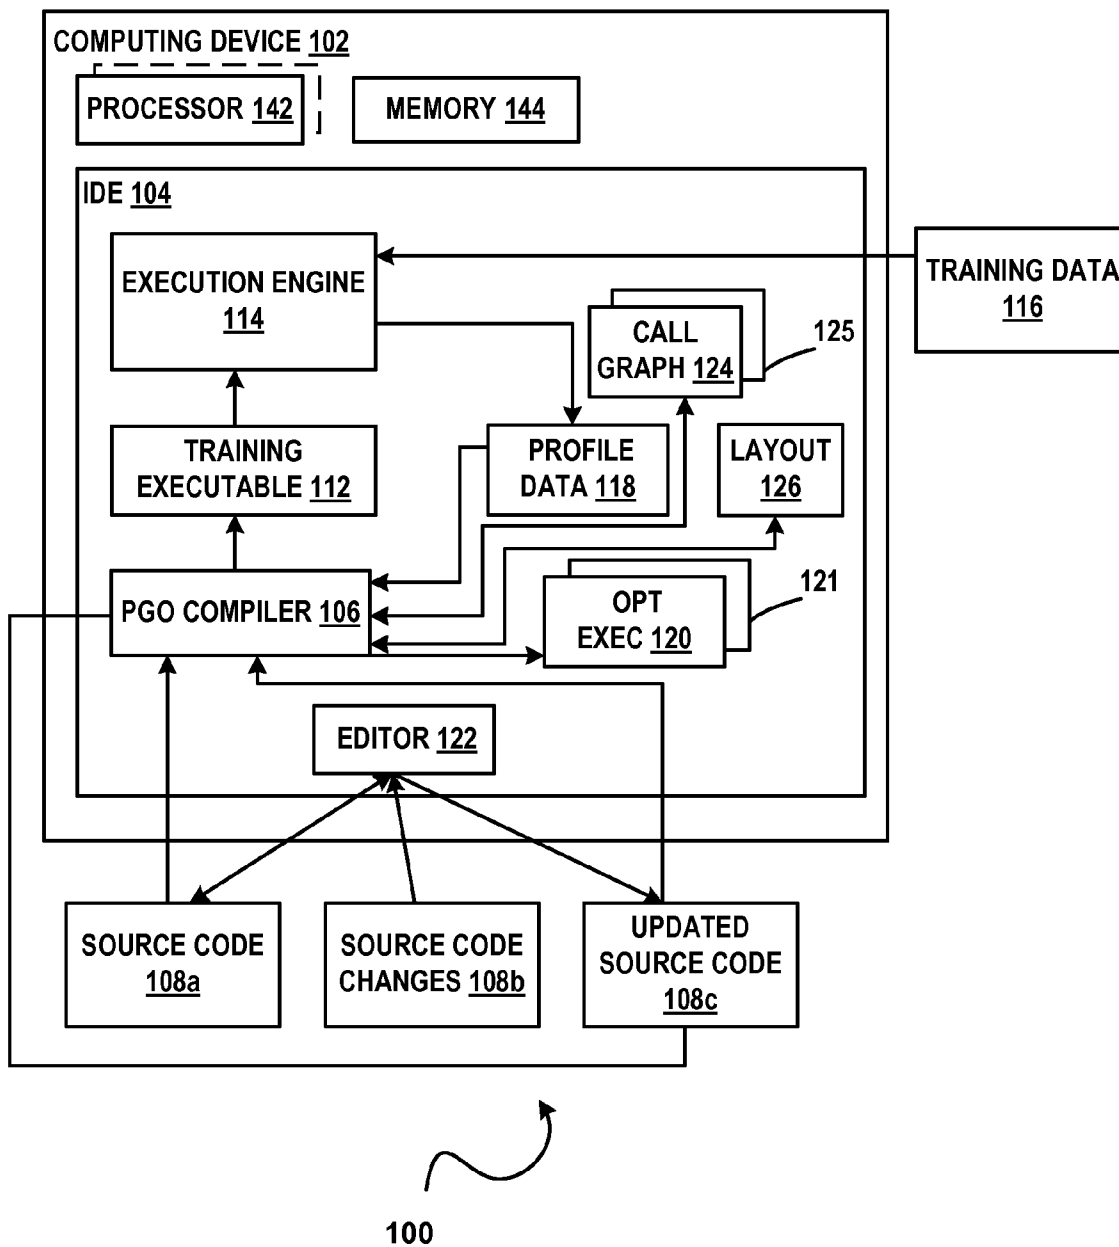 COMPUTING DEVICE 102
PROCESSOR 142
MEMORY 144
IDE 104
EXECUTION ENGINE
114
TRAINING DATA
116
CALL
GRAPH 124
125
TRAINING
EXECUTABLE 112
PROFILE
DATA 118
LAYOUT
126
PGO COMPILER 106
OPT
EXEC 120
121
EDITOR 122
SOURCE CODE
108a
SOURCE CODE
CHANGES 108b
UPDATED
SOURCE CODE
108c
100